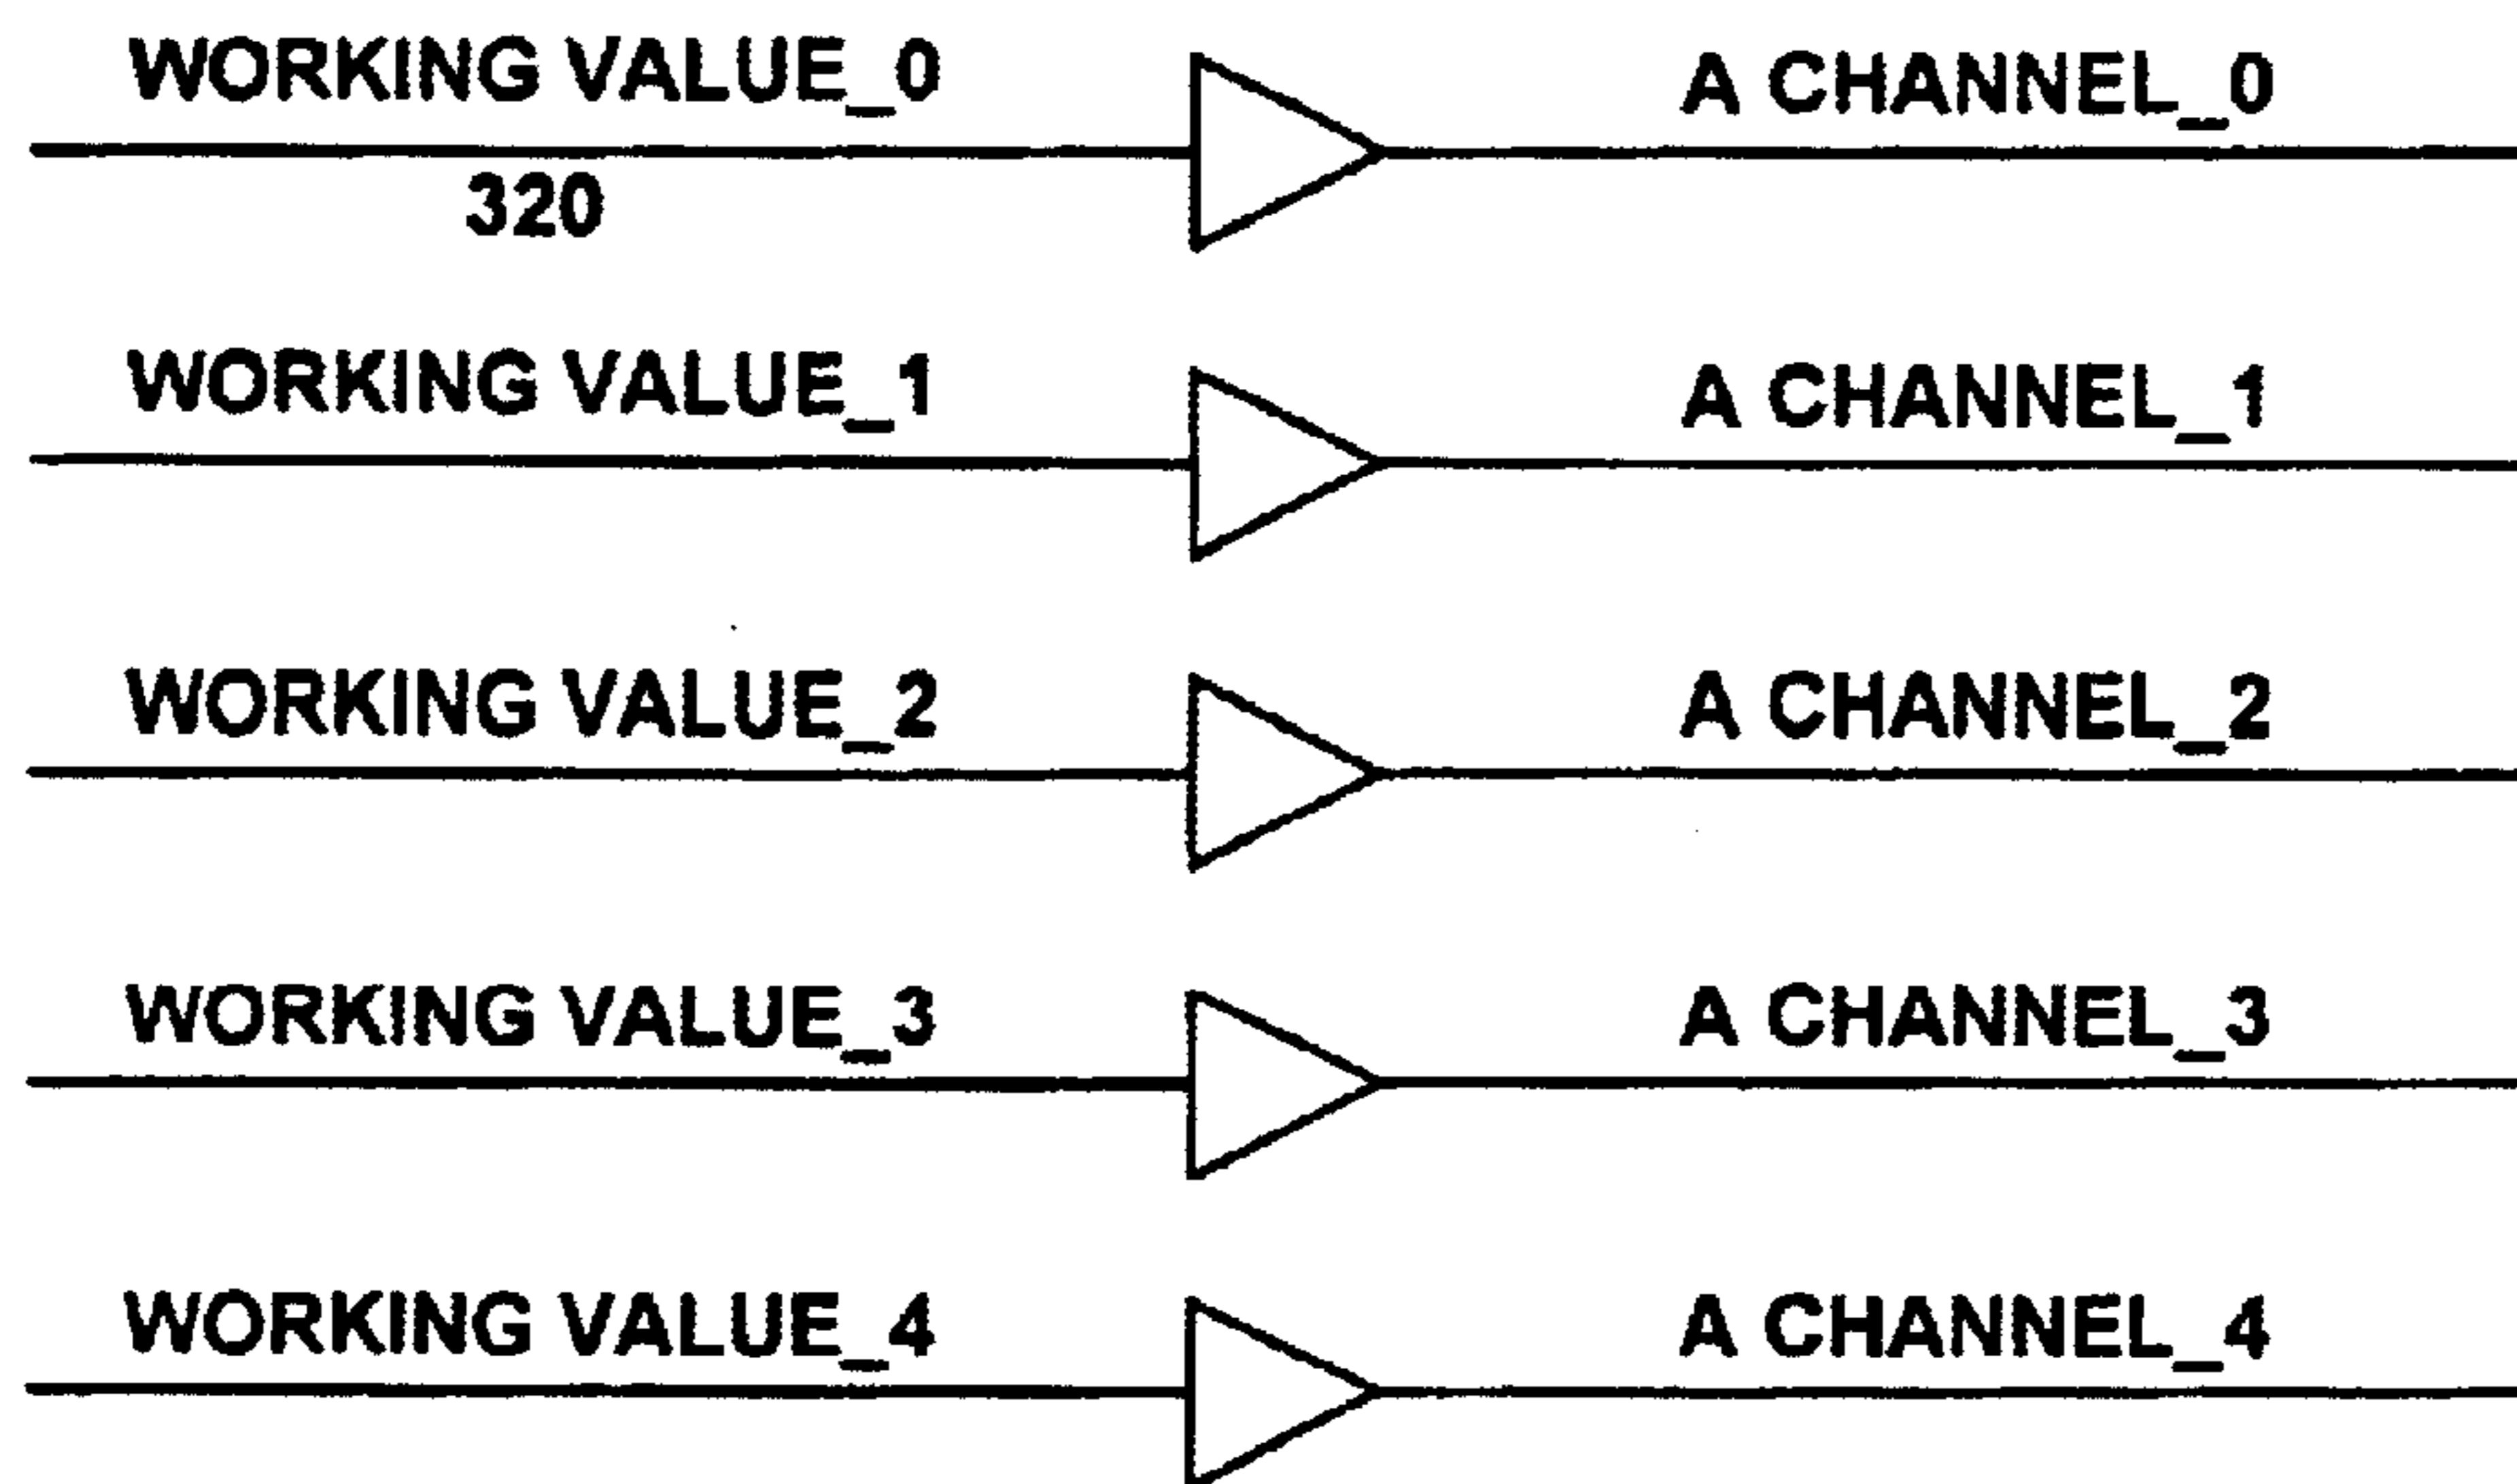 WORKING VALUE_0 A CHANNEL_0
320
WORKING VALUE_1 A CHANNEL_1
WORKING VALUE_2 A CHANNEL_2
WORKING VALUE_3 A CHANNEL_3
WORKING VALUE_4 A CHANNEL_4